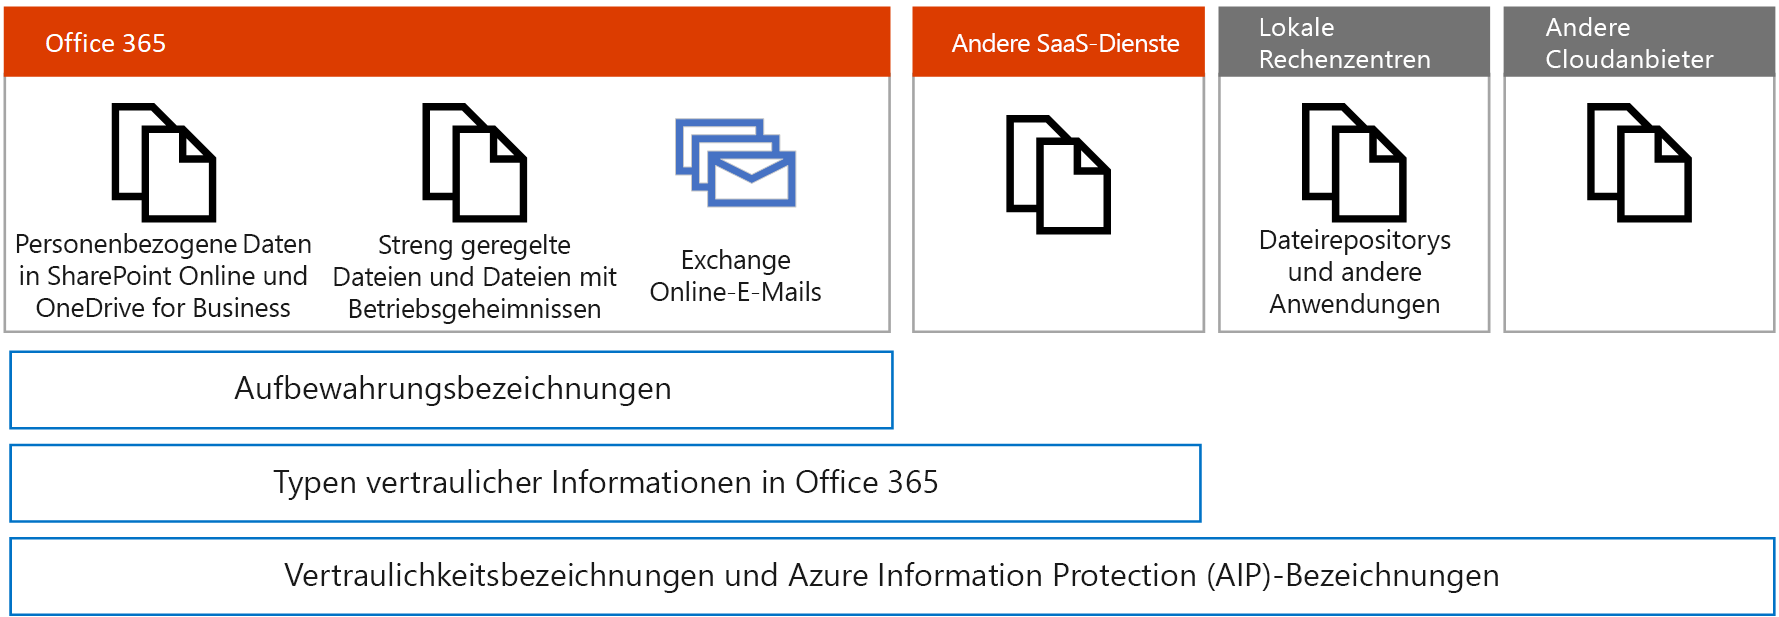 Office 365
Personenbezogene Daten
in SharePoint Online und
OneDrive for Business
Streng geregelte
Dateien und Dateien mit
Betriebsgeheimnissen
Exchange
Online-E-Mails
Andere SaaS-Dienste
Lokale
Rechenzentren
Dateirepositorys
und andere
Anwendungen
Andere
Cloudanbieter
Aufbewahrungsbezeichnungen
Typen vertraulicher Informationen in Office 365
Vertraulichkeitsbezeichnungen und Azure Information Protection (AIP)-Bezeichnungen